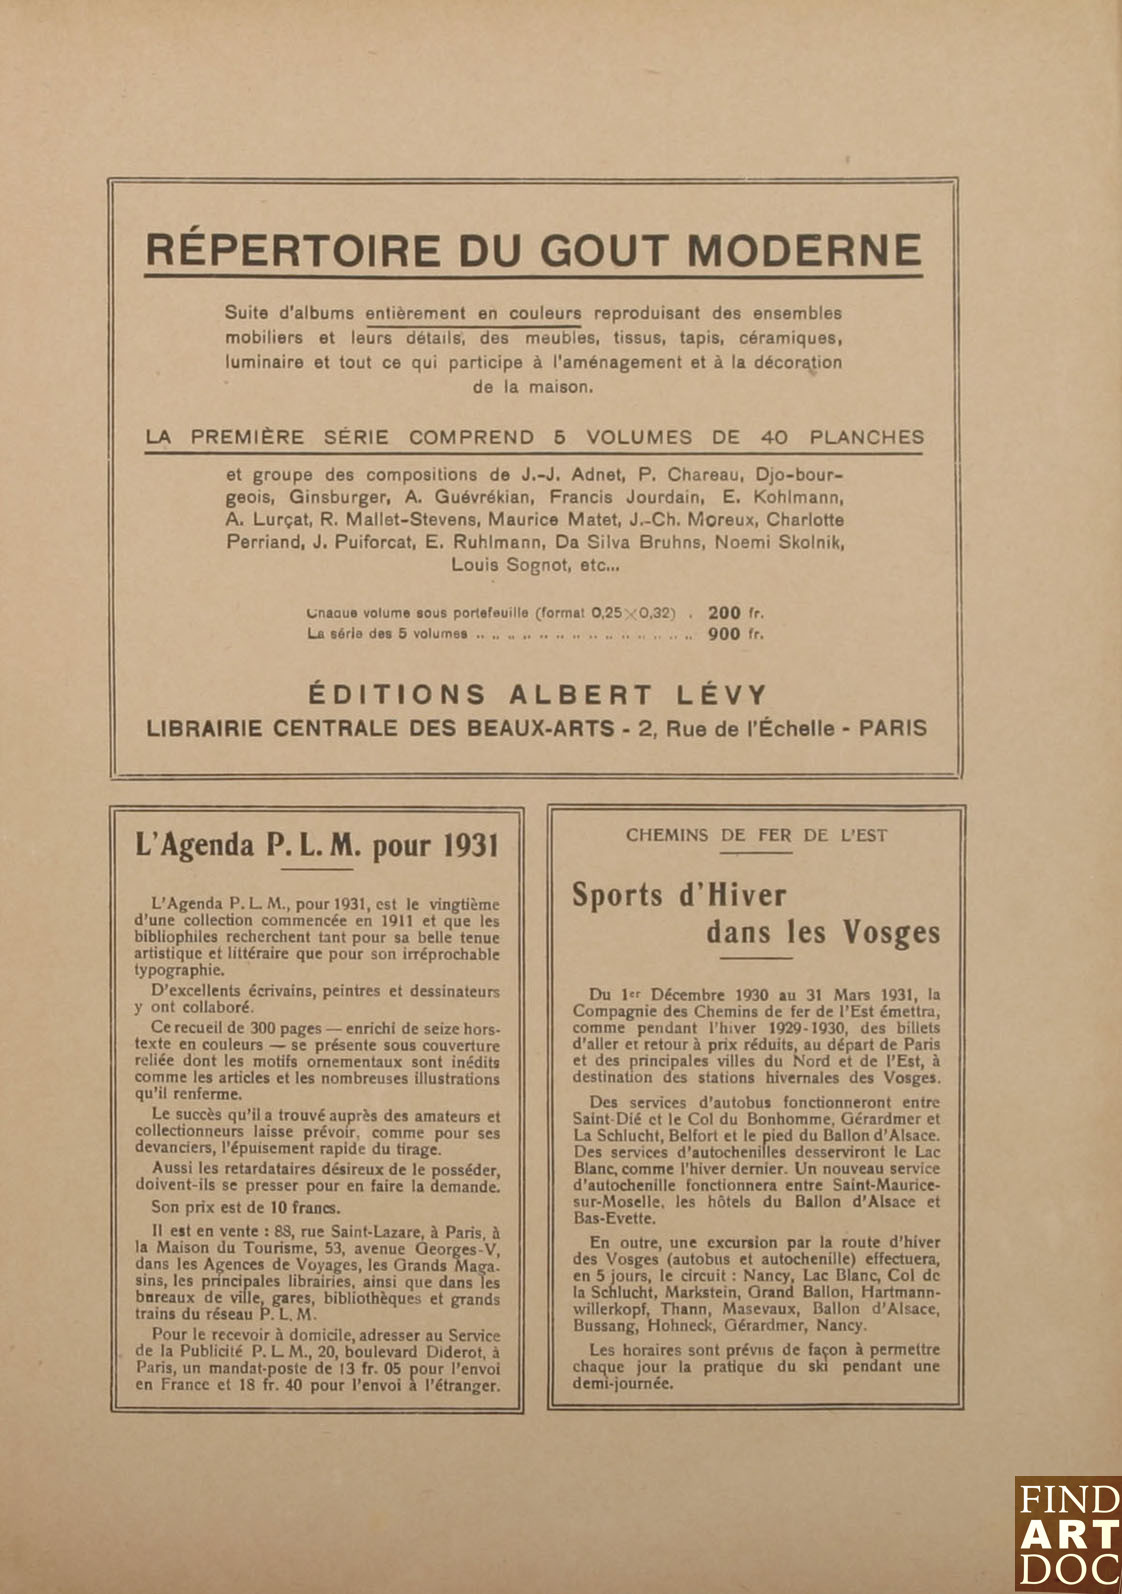 RÉPERTOIRE DU GOUT MODERNE
Suite d'albums entièrement en couleurs reproduisant des ensembles
mobiliers et leurs détails, des meubles, tissus, tapis, céramiques,
luminaire et tout ce qui participe à l'aménagement et à la décoration
de la maison.
LA PREMIÈRE SÉRIE COMPREND 5 VOLUMES DE 40 PLANCHES
et groupe des compositions de J.-J. Adnet, P. Chareau, Djo-bour-
geois, Ginsburger, A. Guévrékian, Francis Jourdain, E. Kohlmann,
A. Lurçat, R. Mallet-Stevens, Maurice Matet, J.-Ch. Moreux, Charlotte
Perriand, J. Puiforcat, E. Ruhlmann, Da Silva Bruhns, Noemi Skolnik,
Louis Sognot, etc...
Chaque volume sous portefeuille (format 0,25×0,32) . 200 fr.
La série des 5 volumes .. .. .. .. .. .. .. .. .. .. .. .. .. .. 900 fr.
ÉDITIONS ALBERT LÉVY
LIBRAIRIE CENTRALE DES BEAUX-ARTS - 2, Rue de l'Échelle - PARIS
L'Agenda P. L. M. pour 1931
L'Agenda P. L. M., pour 1931, est le vingtième
d'une collection commencée en 1911 et que les
bibliophiles recherchent tant pour sa belle tenue
artistique et littéraire que pour son irréprochable
typographie.
D'excellents écrivains, peintres et dessinateurs
y ont collaboré.
Ce recueil de 300 pages — enrichi de seize hors-
texte en couleurs — se présente sous couverture
reliée dont les motifs ornementaux sont inédits
comme les articles et les nombreuses illustrations
qu'il renferme.
Le succès qu'il a trouvé auprès des amateurs et
collectionneurs laisse prévoir, comme pour ses
devanciers, l'épuisement rapide du tirage.
Aussi les retardataires désireux de le posséder,
doivent-ils se presser pour en faire la demande.
Son prix est de 10 francs.
Il est en vente : 88, rue Saint-Lazare, à Paris, à
la Maison du Tourisme, 53, avenue Georges-V,
dans les Agences de Voyages, les Grands Maga-
sins, les principales librairies, ainsi que dans les
bureaux de ville, gares, bibliothèques et grands
trains du réseau P. L. M.
Pour le recevoir à domicile, adresser au Service
de la Publicité P. L. M., 20, boulevard Diderot, à
Paris, un mandat-poste de 13 fr. 05 pour l'envoi
en France et 18 fr. 40 pour l'envoi à l'étranger.
CHEMINS DE FER DE L'EST
Sports d'Hiver
dans les Vosges
Du 1er Décembre 1930 au 31 Mars 1931, la
Compagnie des Chemins de fer de l'Est émettra,
comme pendant l'hiver 1929-1930, des billets
d'aller et retour à prix réduits, au départ de Paris
et des principales villes du Nord et de l'Est, à
destination des stations hivernales des Vosges.
Des services d'autobus fonctionneront entre
Saint-Dié et le Col du Bonhomme, Gérardmer et
La Schlucht, Belfort et le pied du Ballon d'Alsace.
Des services d'autochenilles desserviront le Lac
Blanc, comme l'hiver dernier. Un nouveau service
d'autochenille fonctionnera entre Saint-Maurice-
sur-Moselle, les hôtels du Ballon d'Alsace et
Bas-Evette.
En outre, une excursion par la route d'hiver
des Vosges (autobus et autochenille) effectuera,
en 5 jours, le circuit : Nancy, Lac Blanc, Col de
la Schlucht, Markstein, Grand Ballon, Hartmann-
willerkopf, Thann, Masevaux, Ballon d'Alsace,
Bussang, Hohneck, Gérardmer, Nancy.
Les horaires sont prévus de façon à permettre
chaque jour la pratique du ski pendant une
demi-journée.
FIND
ART
DOC